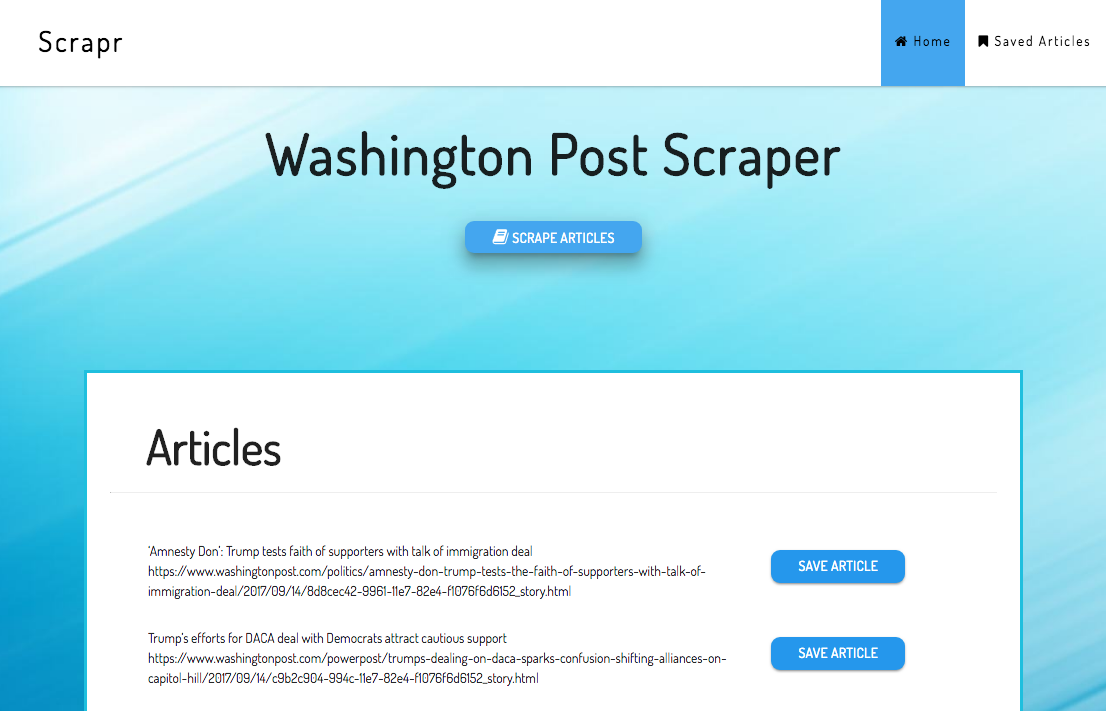 Scrapr
Home
Saved Articles
Washington Post Scraper
SCRAPE ARTICLES
Articles
'Amnesty Don': Trump tests faith of supporters with talk of immigration deal
https://www.washingtonpost.com/politics/amnesty-don-trump-tests-the-faith-of-supporters-with-talk-of-
immigration-deal/2017/09/14/8d8cec42-9961-11e7-82e4-f1076f6d6152_story.html
SAVE ARTICLE
Trump's efforts for DACA deal with Democrats attract cautious support
https://www.washingtonpost.com/powerpost/trumps-dealing-on-daca-sparks-confusion-shifting-alliances-on-
capitol-hill/2017/09/14/c9b2c904-994c-11e7-82e4-f1076f6d6152_story.html
SAVE ARTICLE